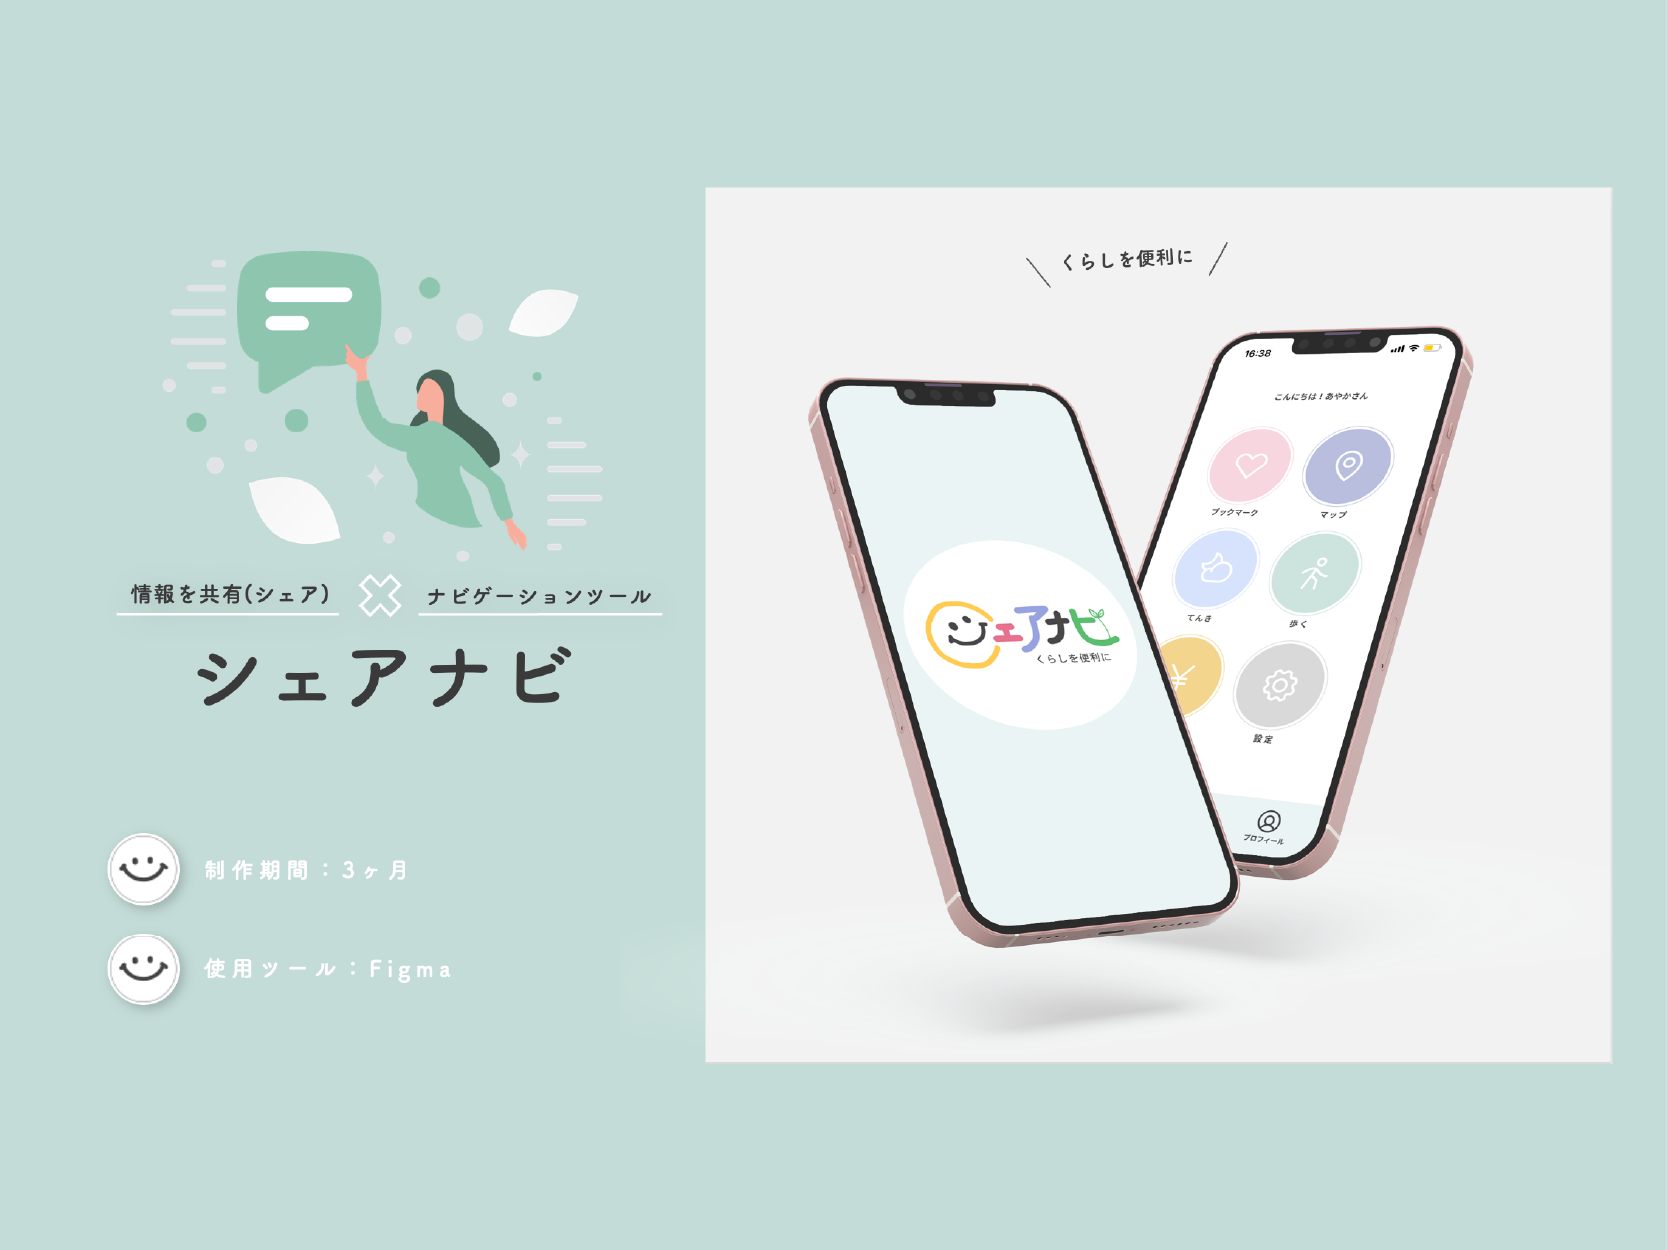 情報を共有(シェア)
ナビゲーションツール
シェアナビ
制作期間：3ヶ月
使用ツール：Figma
くらしを便利に
シェアナビ
くらしを便利に
16:38
こんにちは！あやかさん
ブックマーク
マップ
てんき
歩く
設定
プロフィール